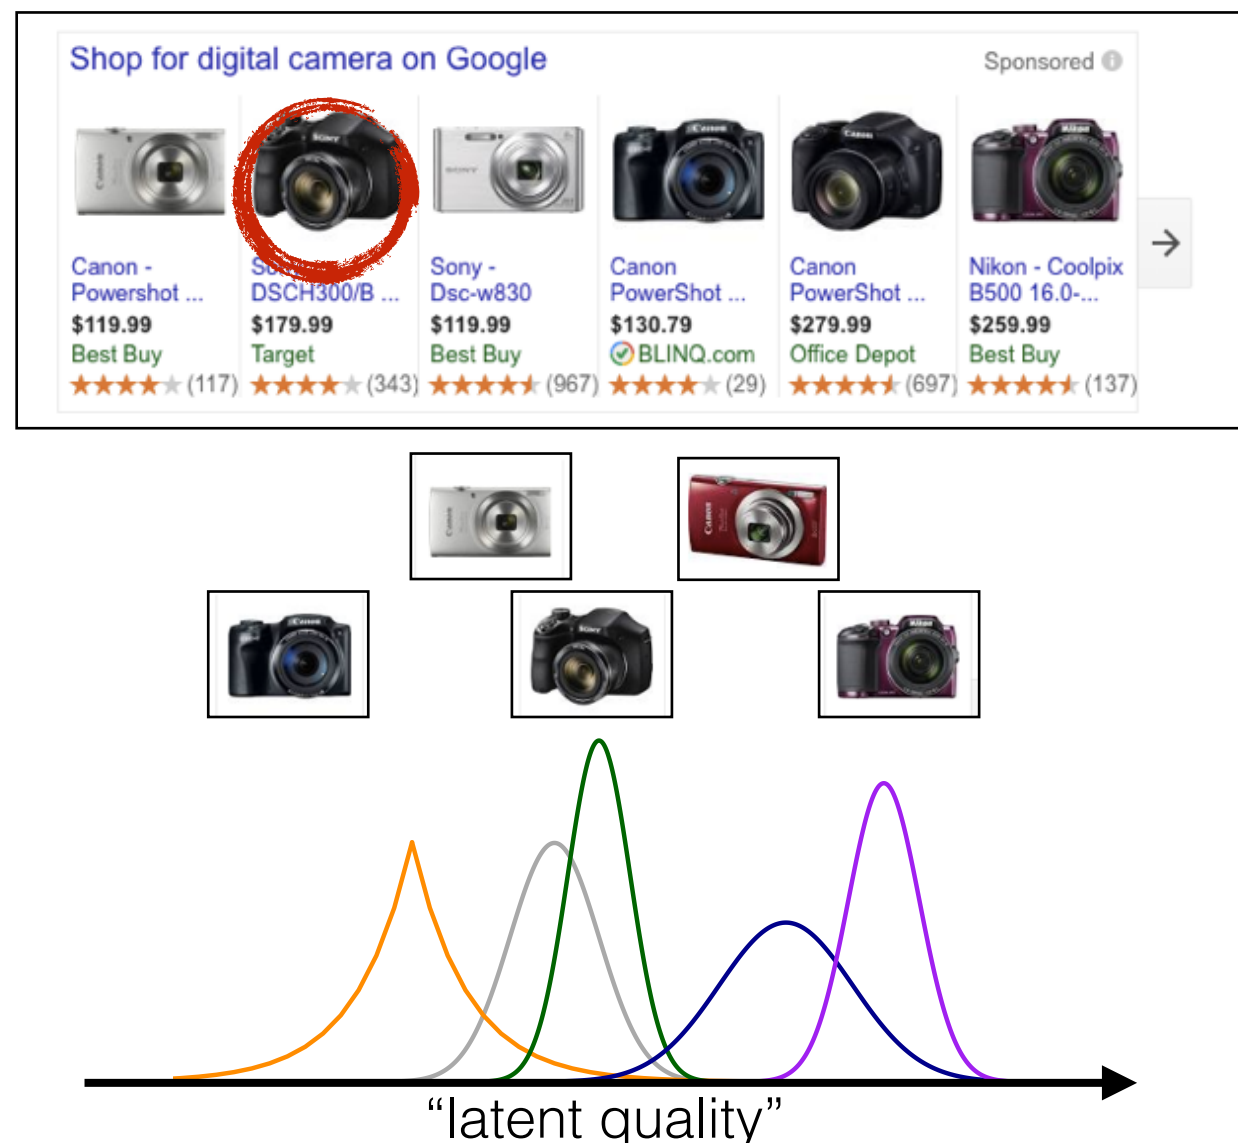 Shop for digital camera on Google
Sponsored
Canon -
Powershot ...
$119.99
Best Buy
(117)
DSCH300/B ...
$179.99
Target
(343)
Sony -
Dsc-w830
$119.99
Best Buy
(967)
Canon
PowerShot ...
$130.79
BLINQ.com
(29)
Canon
PowerShot ...
$279.99
Office Depot
(697)
Nikon - Coolpix
B500 16.0-...
$259.99
Best Buy
(137)
“latent quality”